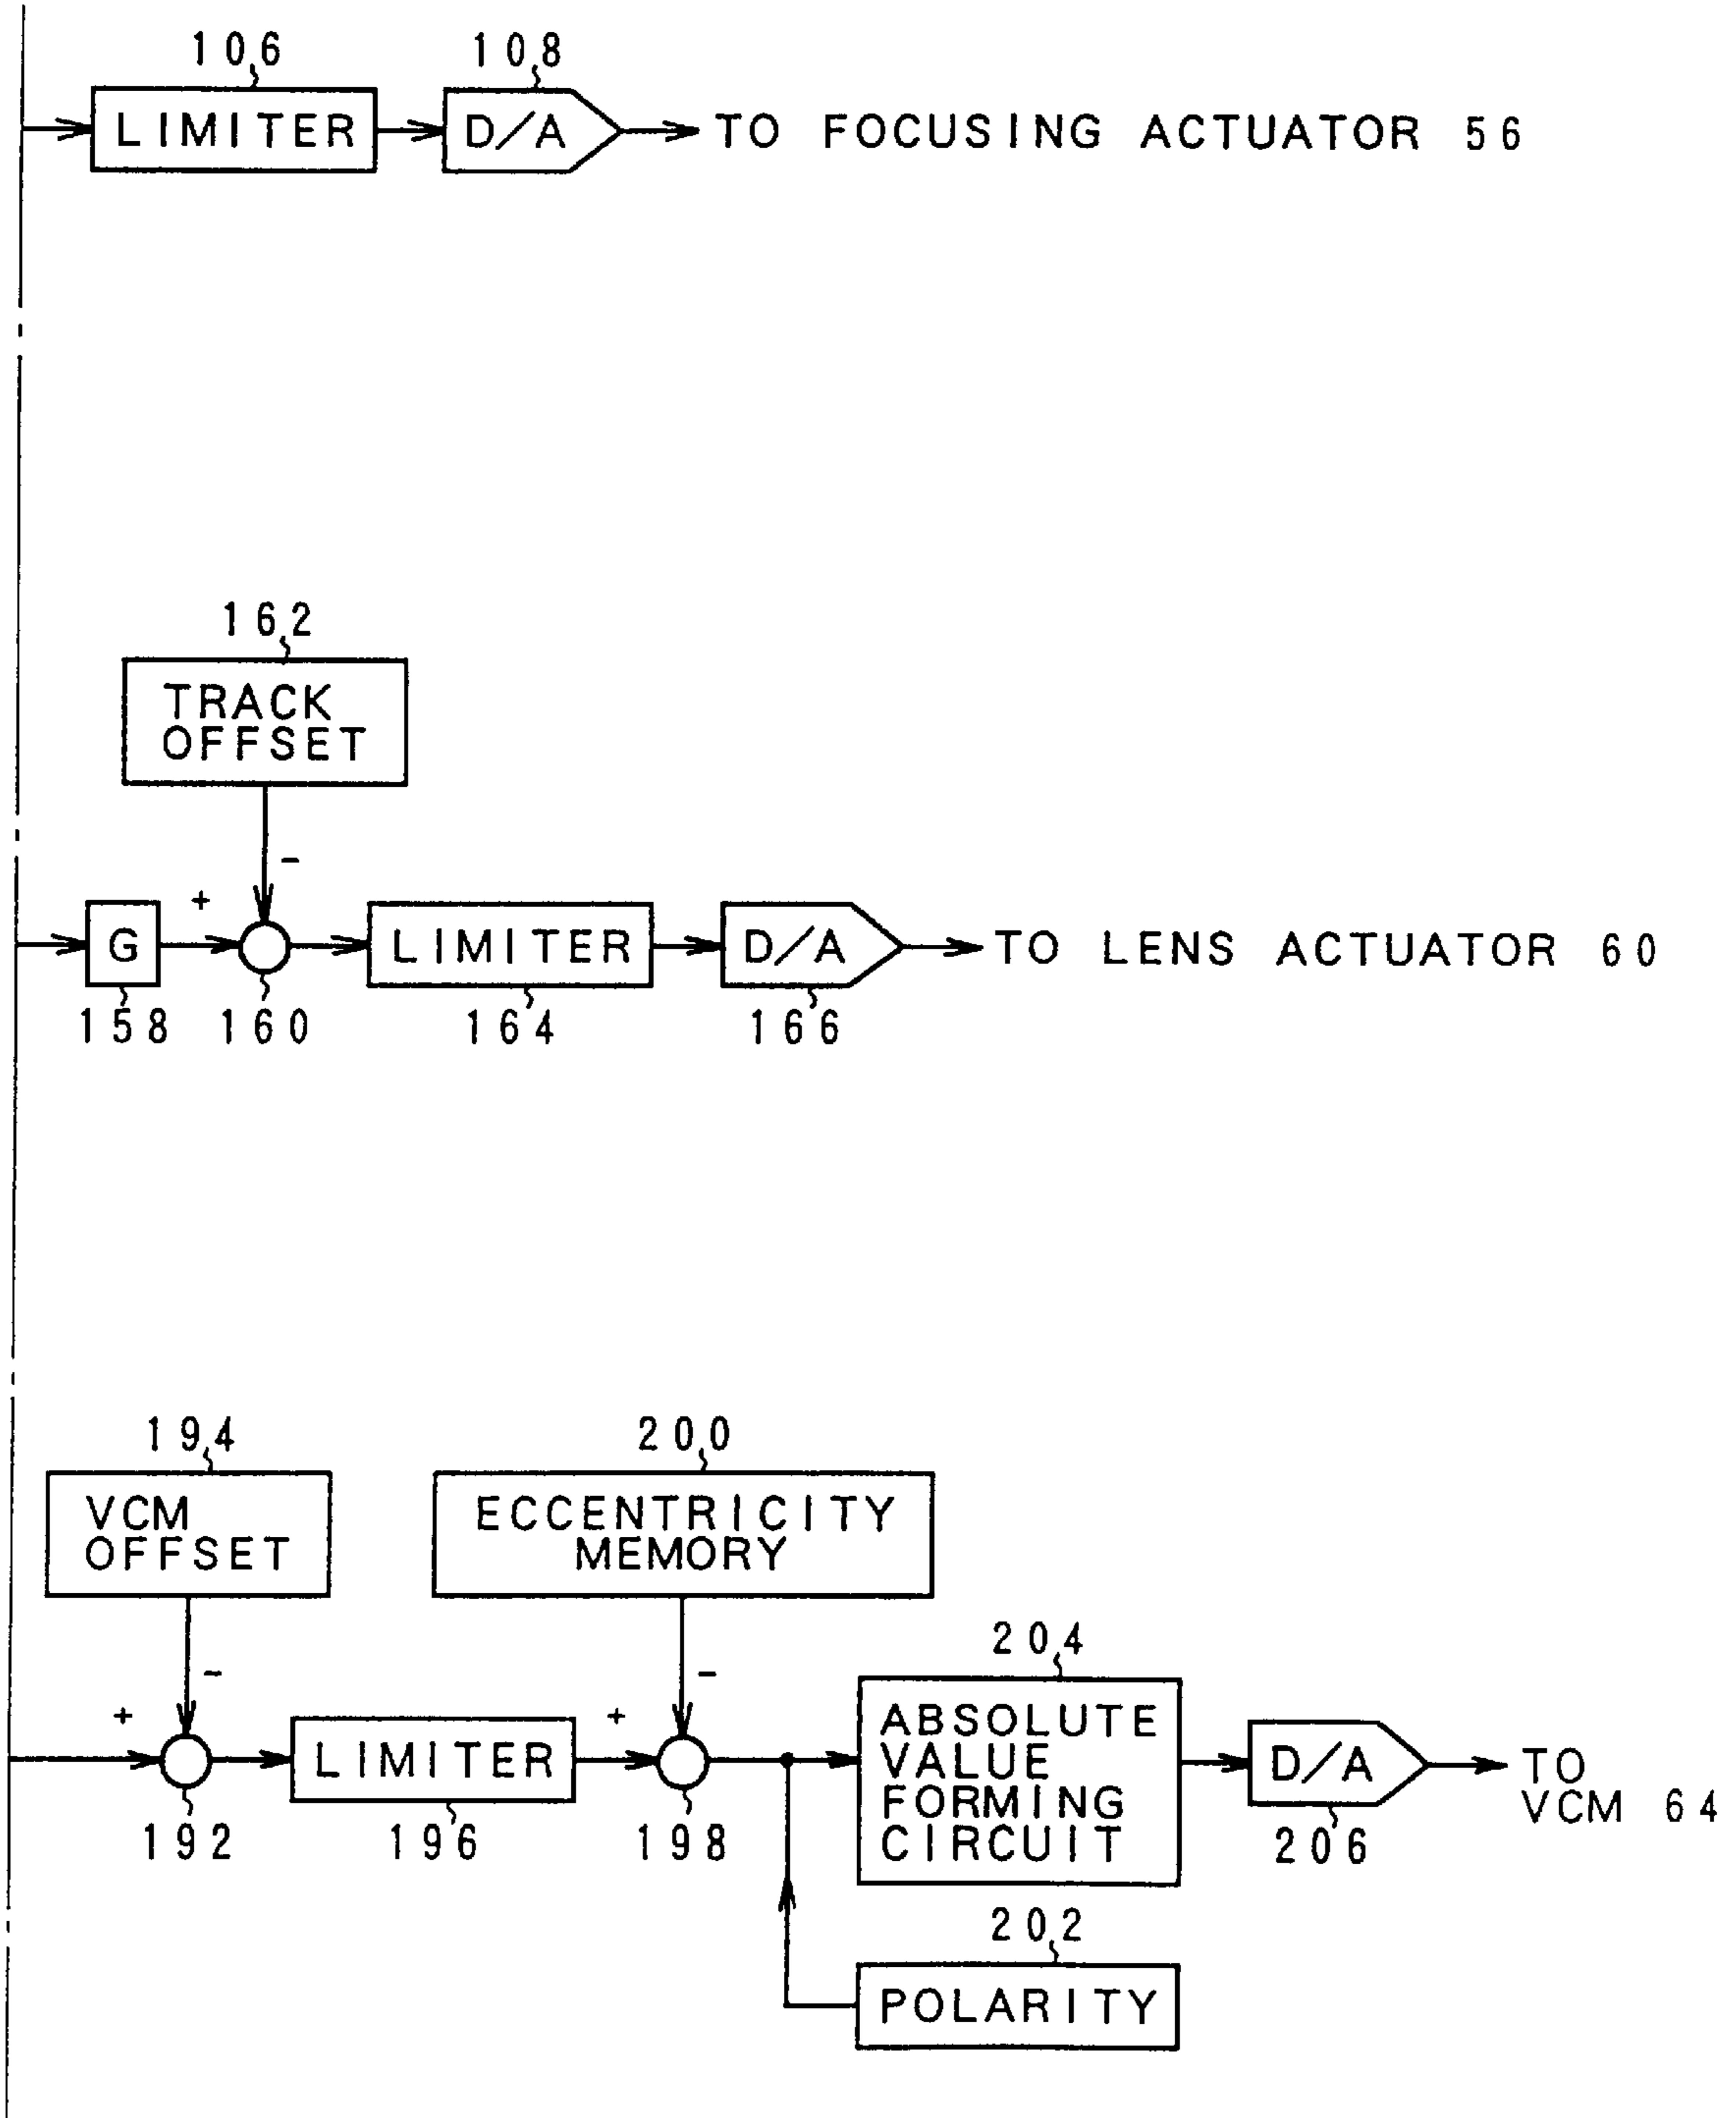 106
108
LIMITER
D/A
TO FOCUSING ACTUATOR 56
162
TRACK
OFFSET
-
+
G
LIMITER
D/A
TO LENS ACTUATOR 60
158
160
164
166
194
200
VCM
OFFSET
ECCENTRICITY
MEMORY
204
-
-
+
+
LIMITER
ABSOLUTE
VALUE
FORMING
CIRCUIT
D/A
TO
VCM 64
192
196
198
206
202
POLARITY